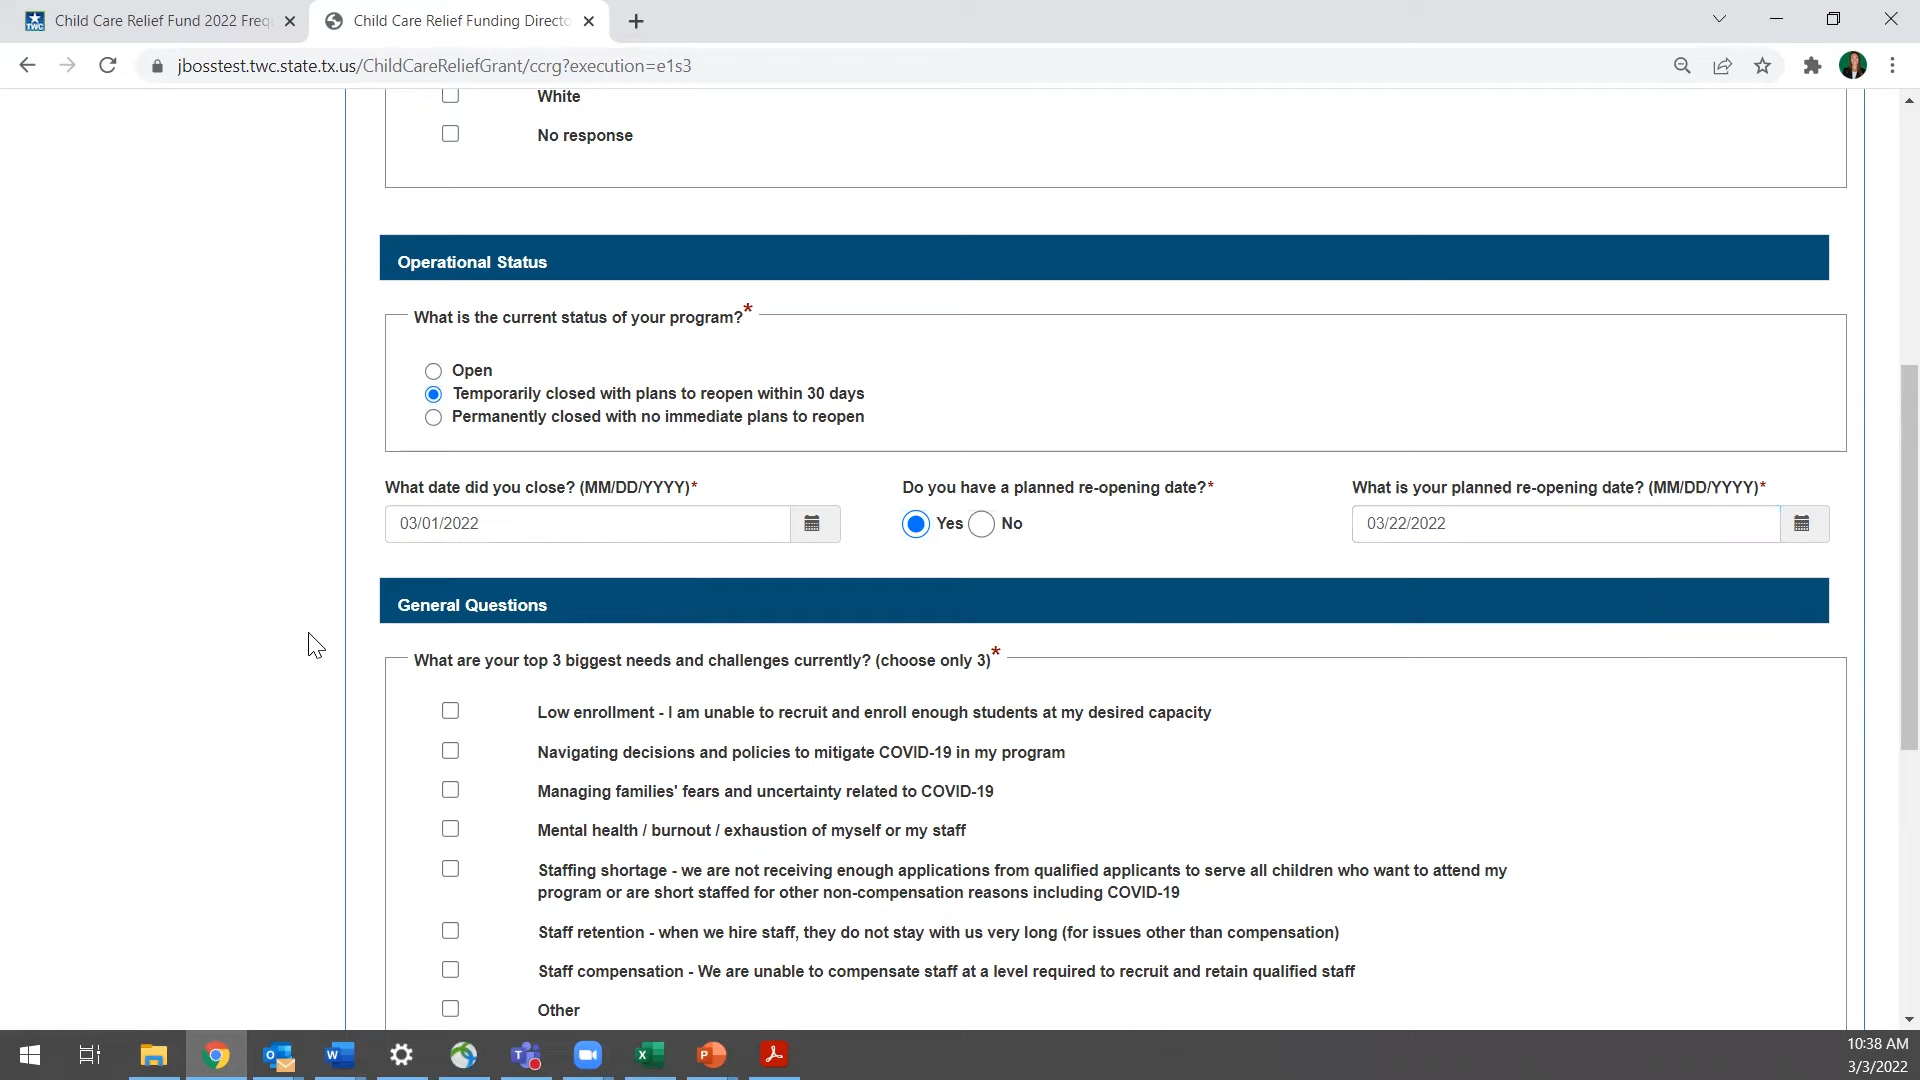 Child Care Relief Fund 2022 Freq
Child Care Relief Funding Directo
jbosstest.twc.state.tx.us/ChildCareReliefGrant/ccrg?execution=e1s3
White
No response
Operational Status
What is the current status of your program?*
Open
Temporarily closed with plans to reopen within 30 days
Permanently closed with no immediate plans to reopen
What date did you close? (MM/DD/YYYY)*
Do you have a planned re-opening date?*
What is your planned re-opening date? (MM/DD/YYYY)*
03/01/2022
Yes No
03/22/2022
General Questions
What are your top 3 biggest needs and challenges currently? (choose only 3)*
Low enrollment - I am unable to recruit and enroll enough students at my desired capacity
Navigating decisions and policies to mitigate COVID-19 in my program
Managing families' fears and uncertainty related to COVID-19
Mental health / burnout / exhaustion of myself or my staff
Staffing shortage - we are not receiving enough applications from qualified applicants to serve all children who want to attend my
program or are short staffed for other non-compensation reasons including COVID-19
Staff retention - when we hire staff, they do not stay with us very long (for issues other than compensation)
Staff compensation - We are unable to compensate staff at a level required to recruit and retain qualified staff
Other
10:38 AM
3/3/2022